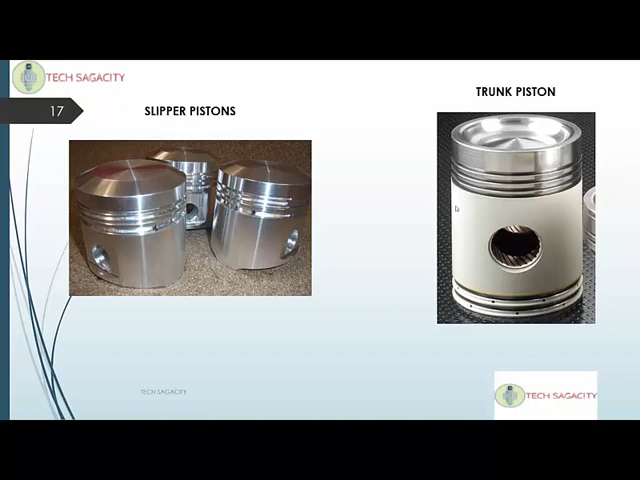 TECH SAGACITY
17
SLIPPER PISTONS
TRUNK PISTON
TECH SAGACITY
TECH SAGACITY